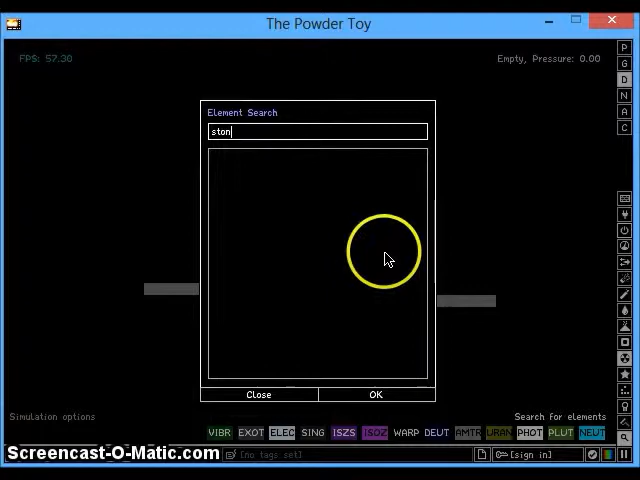 The Powder Toy
FPS: 57.30
Empty, Pressure: 0.00
P
G
D
N
A
C
Element Search
ston
Close
OK
Simulation options
Search for elements
VIBR EXOT ELEC SING ISZS ISOZ WARP DEUT AMTR URAN PHOT PLUT NEUT
Screencast-O-Matic.com
[no tags set]
[sign in]